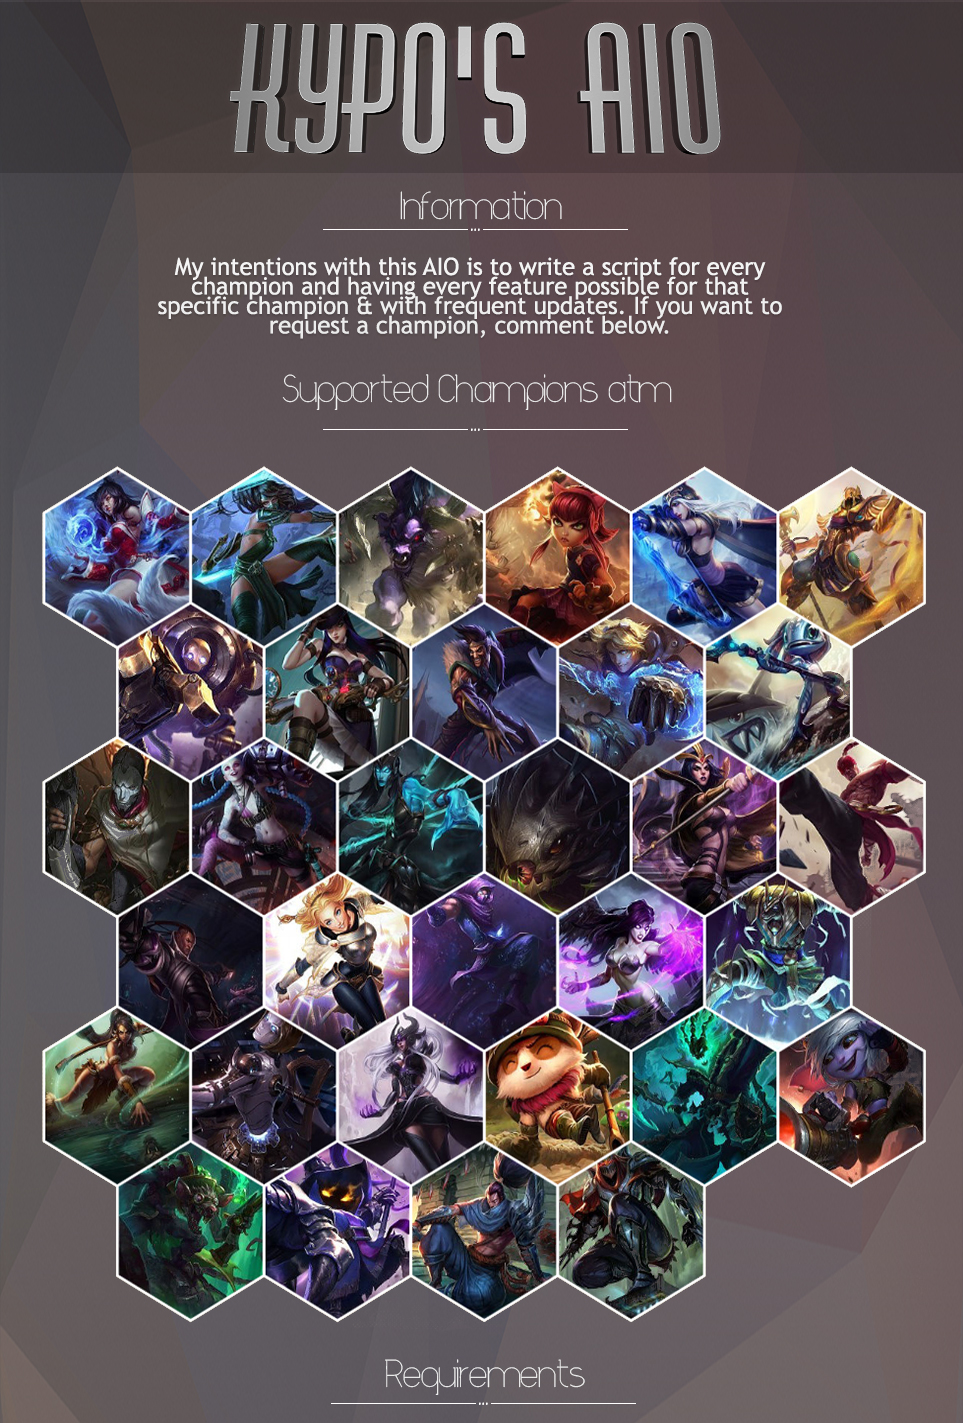 KYPO'S AIO
Information
My intentions with this AIO is to write a script for every
champion and having every feature possible for that
specific champion & with frequent updates. If you want to
request a champion, comment below.
Supported Champions atm
Requirements